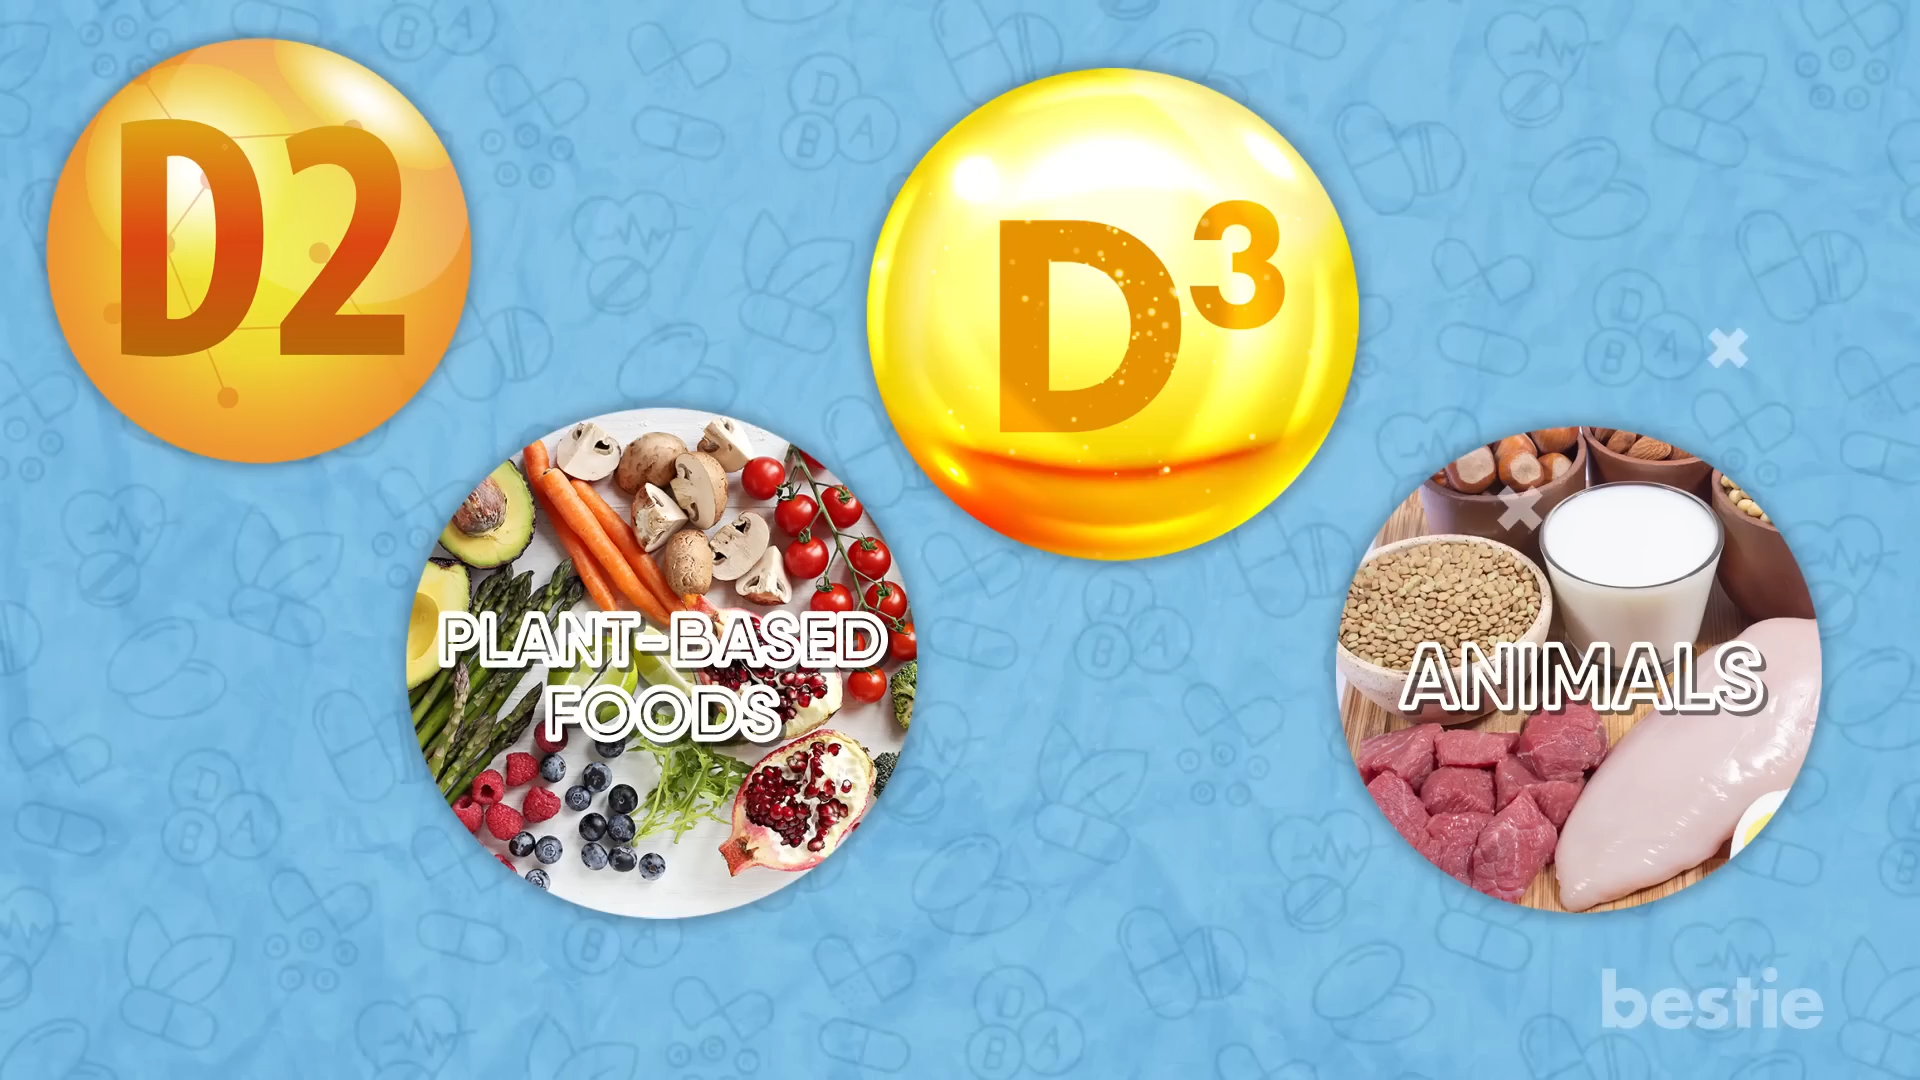 D2
D³
PLANT-BASED
FOODS
ANIMALS
bestie